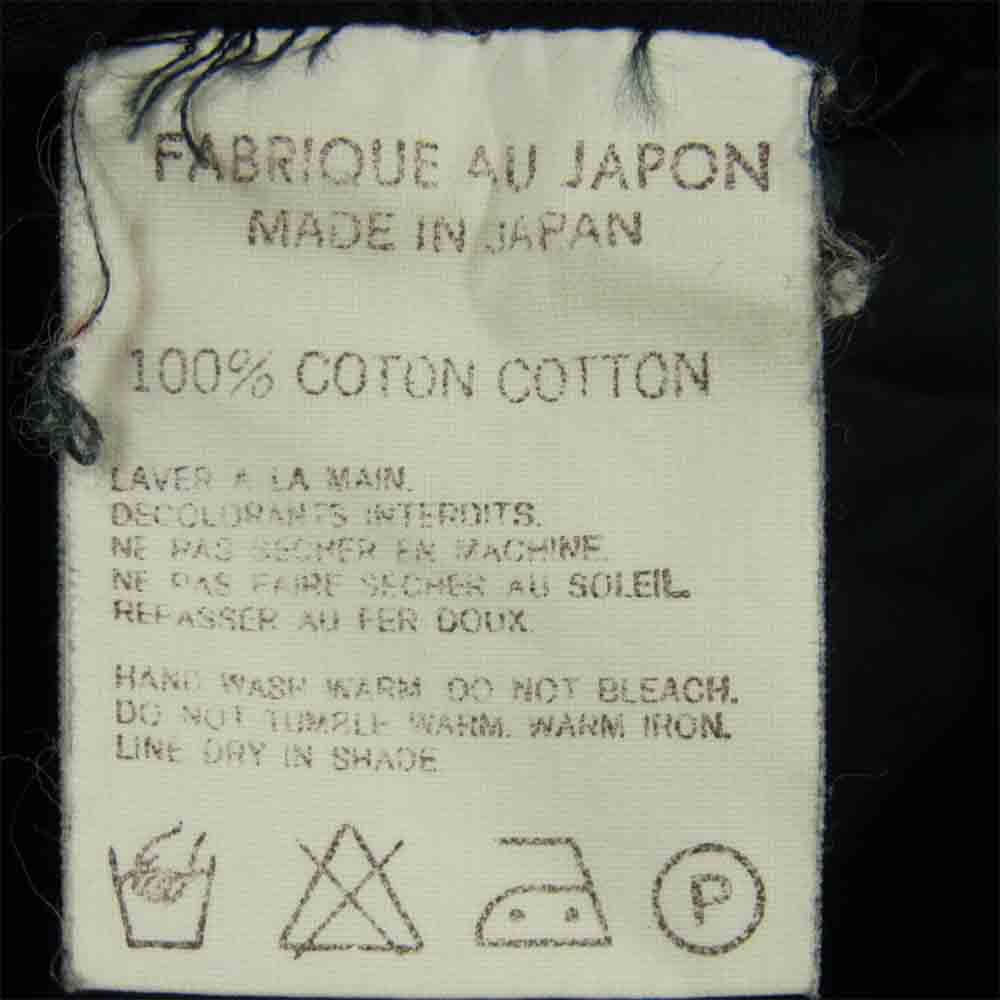 FABRIQUE AU JAPON
MADE IN JAPAN
100% COTON COTTON
LAVER A LA MAIN.
DECOLORANTS INTERDITS.
NE PAS SECHER EN MACHINE.
NE PAS FAIRE SECHER AU SOLEIL.
REPASSER AU FER DOUX.
HAND WASH WARM. DO NOT BLEACH.
DO NOT TUMBLE WARM. WARM IRON.
LINE DRY IN SHADE
P